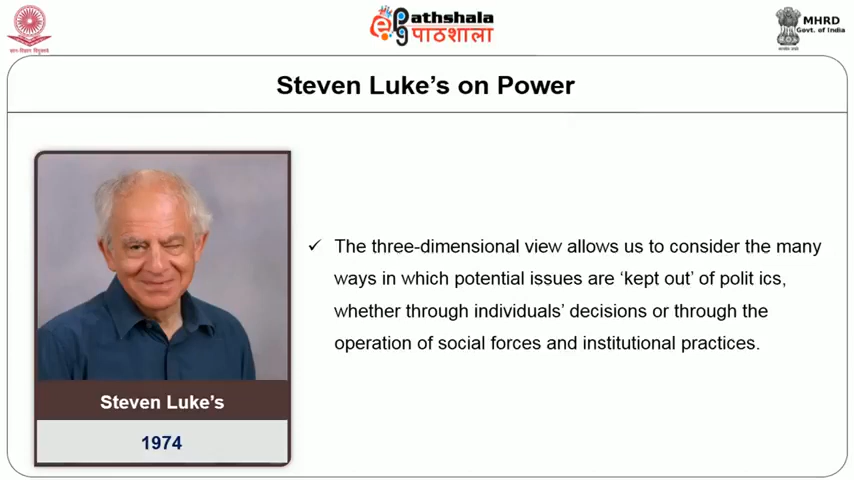 ePathshala
पाठशाला
MHRD
Govt. of India
Steven Luke’s on Power
✓ The three-dimensional view allows us to consider the many
ways in which potential issues are ‘kept out’ of polit ics,
whether through individuals’ decisions or through the
operation of social forces and institutional practices.
Steven Luke’s
1974